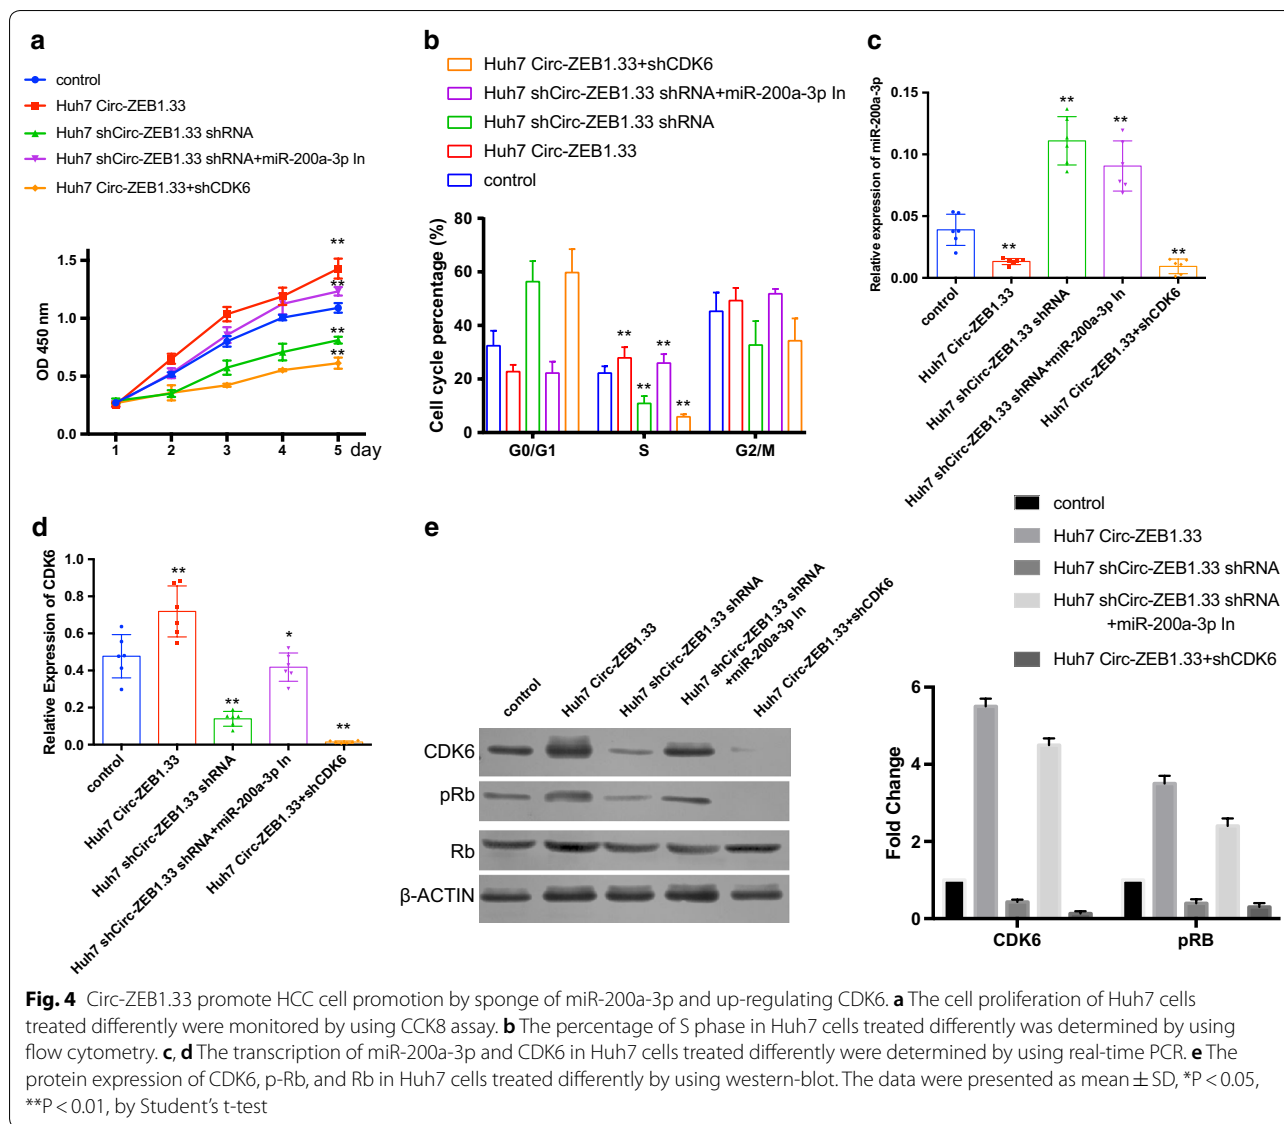 a
control
Huh7 Circ-ZEB1.33
Huh7 shCirc-ZEB1.33 shRNA
Huh7 shCirc-ZEB1.33 shRNA+miR-200a-3p In
Huh7 Circ-ZEB1.33+shCDK6
OD 450 nm
1.5
1.0
0.5
0.0
**
**
**
**
1 2 3 4 5 day
b
Huh7 Circ-ZEB1.33+shCDK6
Huh7 shCirc-ZEB1.33 shRNA+miR-200a-3p In
Huh7 shCirc-ZEB1.33 shRNA
Huh7 Circ-ZEB1.33
control
Cell cycle percentage (%)
80
60
40
20
0
**
**
**
**
G0/G1 S G2/M
c
Relative expression of miR-200a-3p
0.15
0.10
0.05
0.00
**
**
**
**
control
Huh7 Circ-ZEB1.33
Huh7 shCirc-ZEB1.33 shRNA
Huh7 shCirc-ZEB1.33 shRNA+miR-200a-3p In
Huh7 Circ-ZEB1.33+shCDK6
d
Relative Expression of CDK6
1.0
0.8
0.6
0.4
0.2
0.0
**
**
*
**
control
Huh7 Circ-ZEB1.33
Huh7 shCirc-ZEB1.33 shRNA
Huh7 shCirc-ZEB1.33 shRNA+miR-200a-3p In
Huh7 Circ-ZEB1.33+shCDK6
e
control
Huh7 Circ-ZEB1.33
Huh7 shCirc-ZEB1.33 shRNA
Huh7 shCirc-ZEB1.33 shRNA
+miR-200a-3p In
Huh7 Circ-ZEB1.33+shCDK6
CDK6
pRb
Rb
β-ACTIN
control
Huh7 Circ-ZEB1.33
Huh7 shCirc-ZEB1.33 shRNA
Huh7 shCirc-ZEB1.33 shRNA
+miR-200a-3p In
Huh7 Circ-ZEB1.33+shCDK6
Fold Change
6
4
2
0
CDK6 pRB
Fig. 4 Circ-ZEB1.33 promote HCC cell promotion by sponge of miR-200a-3p and up-regulating CDK6. a The cell proliferation of Huh7 cells
treated differently were monitored by using CCK8 assay. b The percentage of S phase in Huh7 cells treated differently was determined by using
flow cytometry. c, d The transcription of miR-200a-3p and CDK6 in Huh7 cells treated differently were determined by using real-time PCR. e The
protein expression of CDK6, p-Rb, and Rb in Huh7 cells treated differently by using western-blot. The data were presented as mean ± SD, *P < 0.05,
**P < 0.01, by Student's t-test